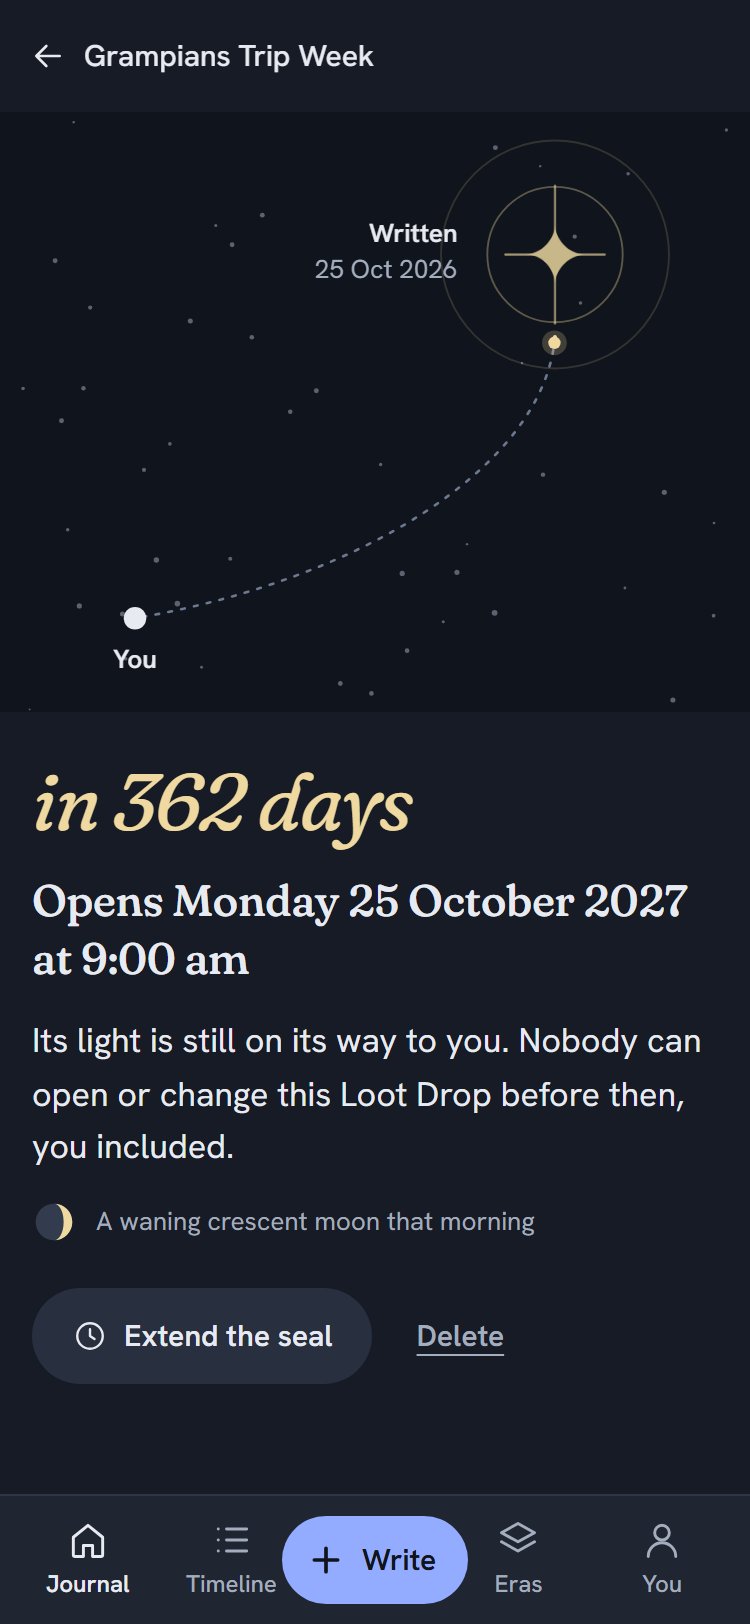 Grampians Trip Week
Written
25 Oct 2026
You
in 362 days
Opens Monday 25 October 2027
at 9:00 am
Its light is still on its way to you. Nobody can
open or change this Loot Drop before then,
you included.
A waning crescent moon that morning
Extend the seal
Delete
Journal
Timeline
Write
Eras
You